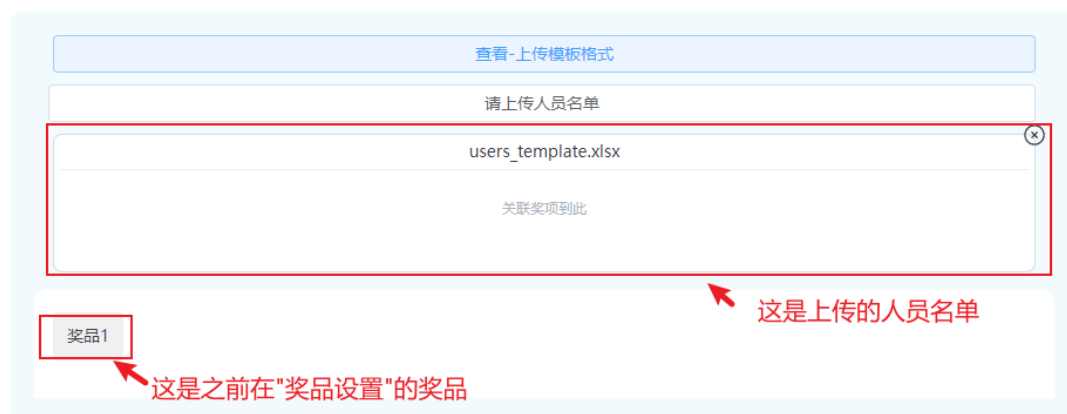 查看-上传模板格式
请上传人员名单
users_template.xlsx
关联奖项到此
这是上传的人员名单
奖品1
这是之前在"奖品设置"的奖品